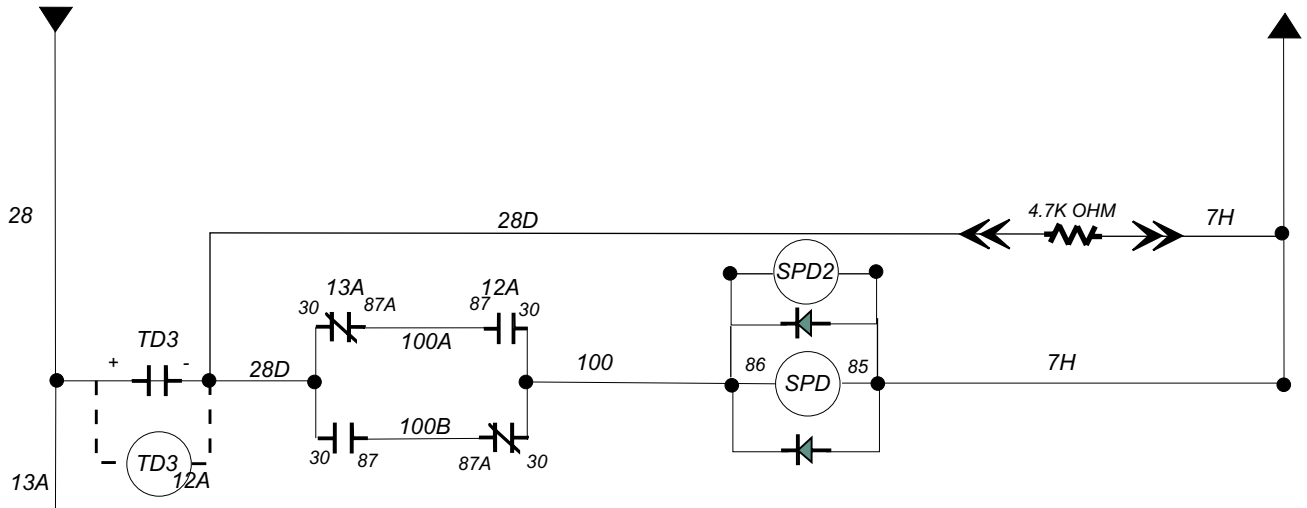 4.7K OHM
28
28D
7H
SPD2
13A
12A
30
87A
87
30
TD3
100A
+
-
28D
100
86
85
7H
SPD
100B
30
87
87A
30
TD3
12A
13A